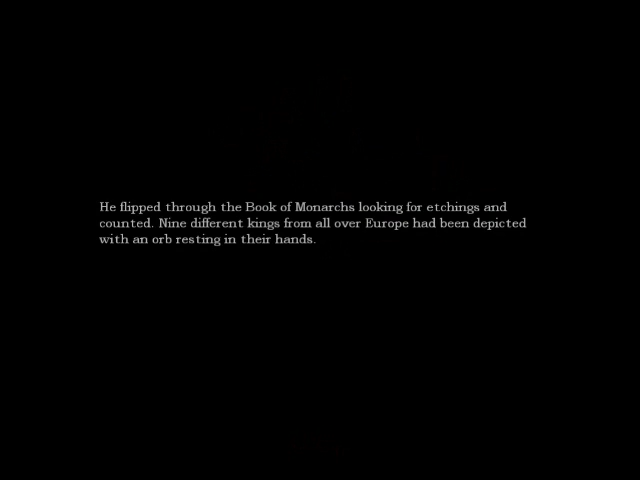 He flipped through the Book of Monarchs looking for etchings and
counted. Nine different kings from all over Europe had been depicted
with an orb resting in their hands.